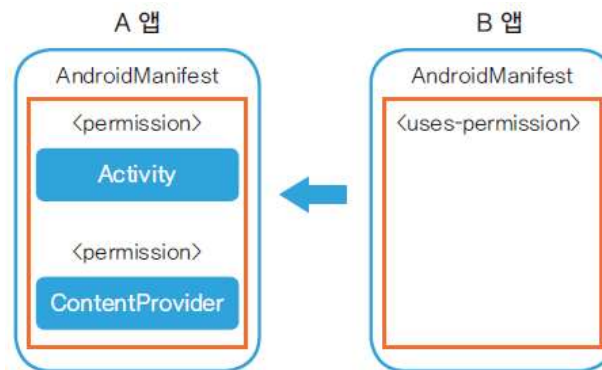 A 앱
AndroidManifest
<permission>
Activity
<permission>
ContentProvider
B 앱
AndroidManifest
<uses-permission>